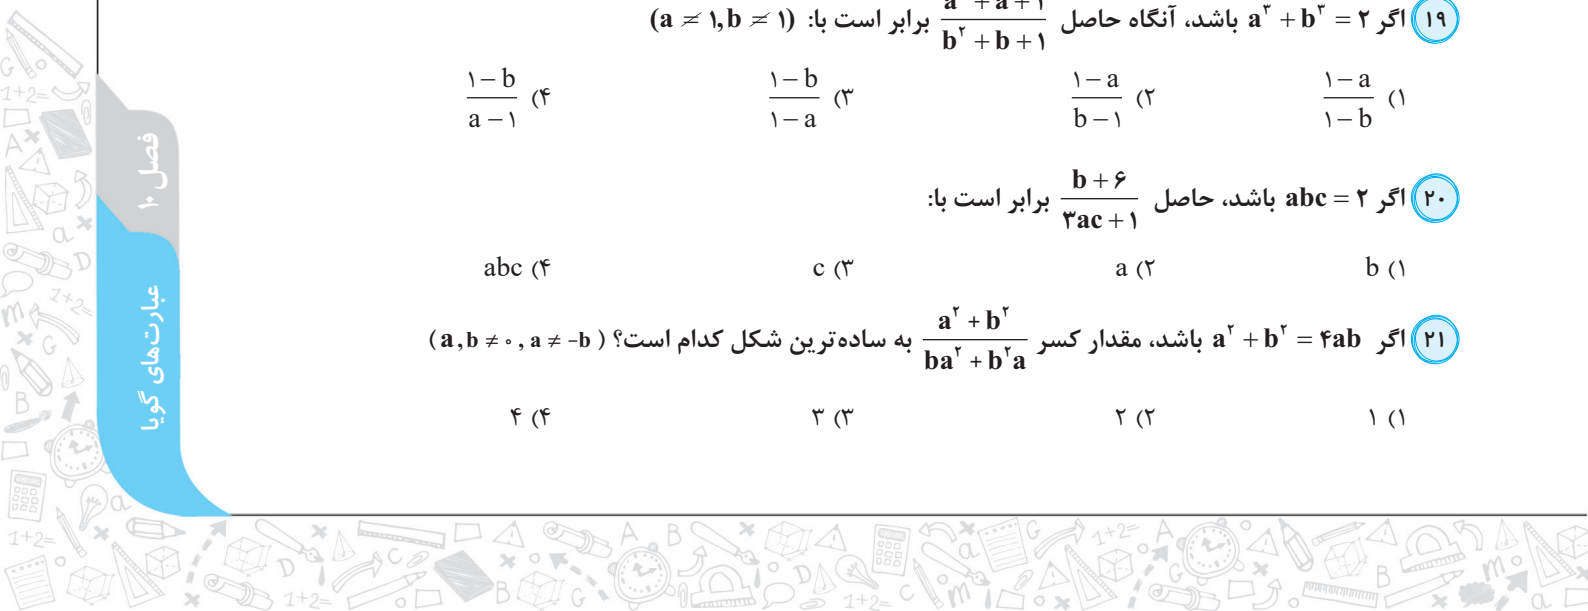 ۱۹ اگر a³ + b³ = ۲ باشد، آنگاه حاصل (a² + a + ۱)/(b² + b + ۱) برابر است با: (a ≠ ۱, b ≠ ۱)
۱) (۱ − a)/(۱ − b) ۲) (۱ − a)/(b − ۱) ۳) (۱ − b)/(۱ − a) ۴) (۱ − b)/(a − ۱)
۲۰ اگر abc = ۲ باشد، حاصل (b + ۶)/(۳ac + ۱) برابر است با:
۱) b ۲) a ۳) c ۴) abc
۲۱ اگر a² + b² = ۴ab باشد، مقدار کسر (a² + b²)/(ba² + b²a) به ساده‌ترین شکل کدام است؟ (a, b ≠ ۰, a ≠ −b)
۱) ۱ ۲) ۲ ۳) ۳ ۴) ۴
فصل ۱۰
عبارت‌های گویا